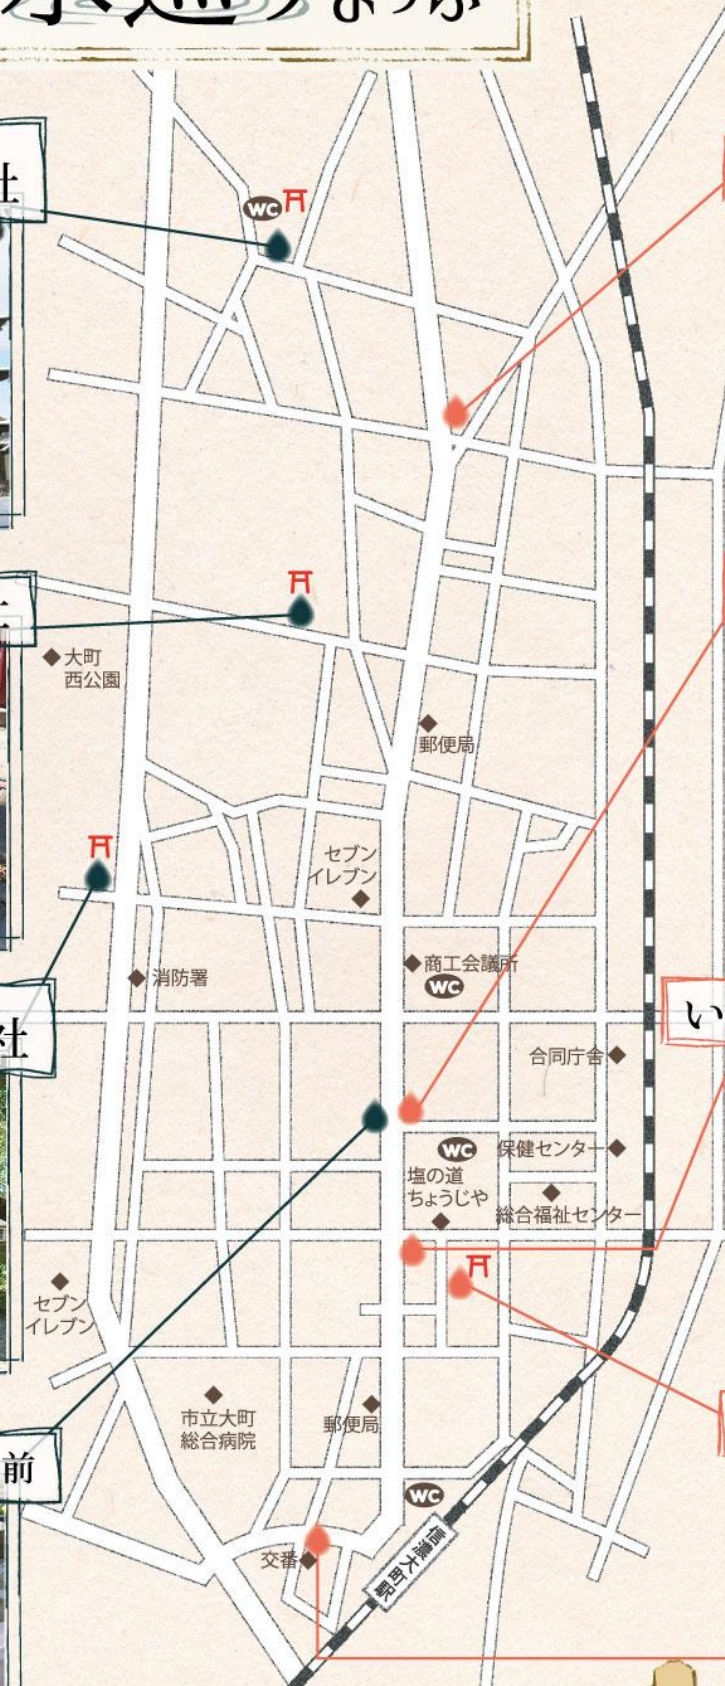 水通りまっぷ
社
WC
大町
西公園
郵便局
セブン
イレブン
商工会議所
WC
消防署
社
い
合同庁舎
WC
保健センター
塩の道
ちょうじや
総合福祉センター
セブン
イレブン
市立大町
総合病院
郵便局
前
WC
交番
信濃大町駅